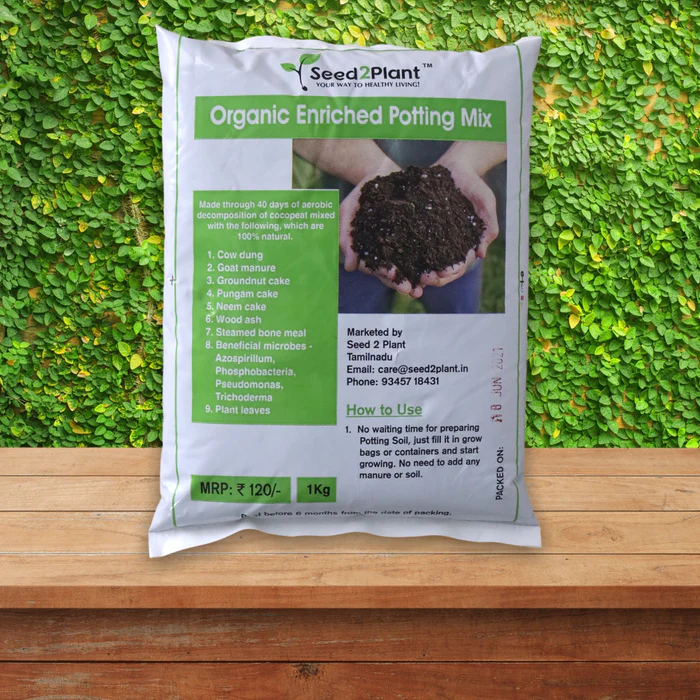 Seed2Plant™
YOUR WAY TO HEALTHY LIVING!
Organic Enriched Potting Mix
Made through 40 days of aerobic
decomposition of cocopeat mixed
with the following, which are
100% natural.
1. Cow dung
2. Goat manure
3. Groundnut cake
4. Pungam cake
5. Neem cake
6. Wood ash
7. Steamed bone meal
8. Beneficial microbes -
Azospirillum,
Phosphobacteria,
Pseudomonas,
Trichoderma
9. Plant leaves
MRP: ₹ 120/-
1Kg
Marketed by
Seed 2 Plant
Tamilnadu
Email: care@seed2plant.in
Phone: 93457 18431
How to Use
1. No waiting time for preparing
Potting Soil, just fill it in grow
bags or containers and start
growing. No need to add any
manure or soil.
PACKED ON:
JUN 2021
before 6 months from the date of packing.